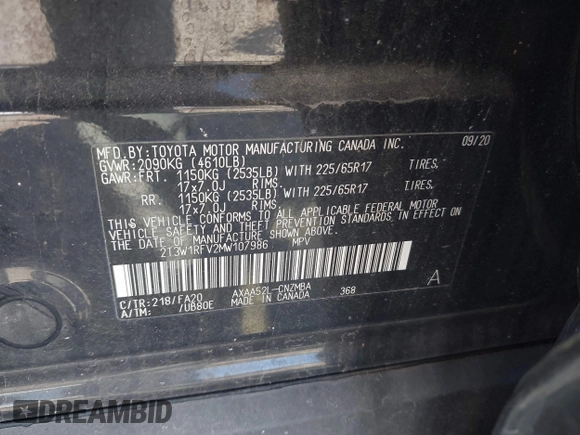 MFD.BY:TOYOTA MOTOR MANUFACTURING CANADA INC. 09/20
GVWR:2090KG (4610LB)
GAWR:FRT. 1150KG (2535LB) WITH 225/65R17 TIRES.
17x7.0J RIMS.
RR. 1150KG (2535LB) WITH 225/65R17 TIRES.
17x7.0J RIMS.
THIS VEHICLE CONFORMS TO ALL APPLICABLE FEDERAL MOTOR
VEHICLE SAFETY AND THEFT PREVENTION STANDARDS IN EFFECT
ON THE DATE OF MANUFACTURE SHOWN ABOVE.
2T3W1RFV2MW107986 MPV
A
C/TR:218/FA20 AXAA52L-CNZMBA 368
A/TM: /UB80E MADE IN CANADA
DREAMBID